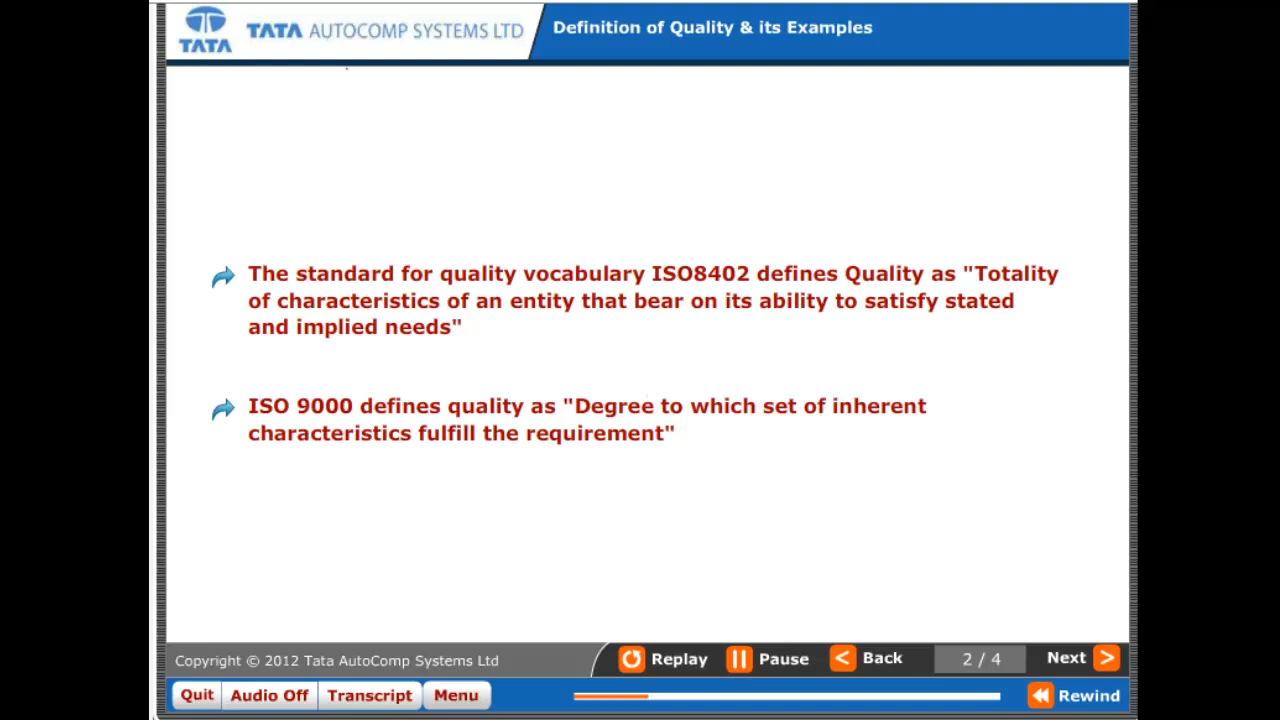 TATA
TATA AUTOCOMP SYSTEMS LTD
Definition of Quality & its Examples
The standard for quality vocabulary ISO8402 defines Quality as "Totality
of characteristics of an entity that bear on its ability to satisfy stated
and implied needs"
ISO 9000 defines quality as "Degree to which set of inherent
characteristics fulfill the requirement"
Copyright © 2012 Tata AutoComp Systems Ltd
Replay
Pause
Back
2 / 4
Next
Quit
Audio Off
Transcript
Menu
Rewind